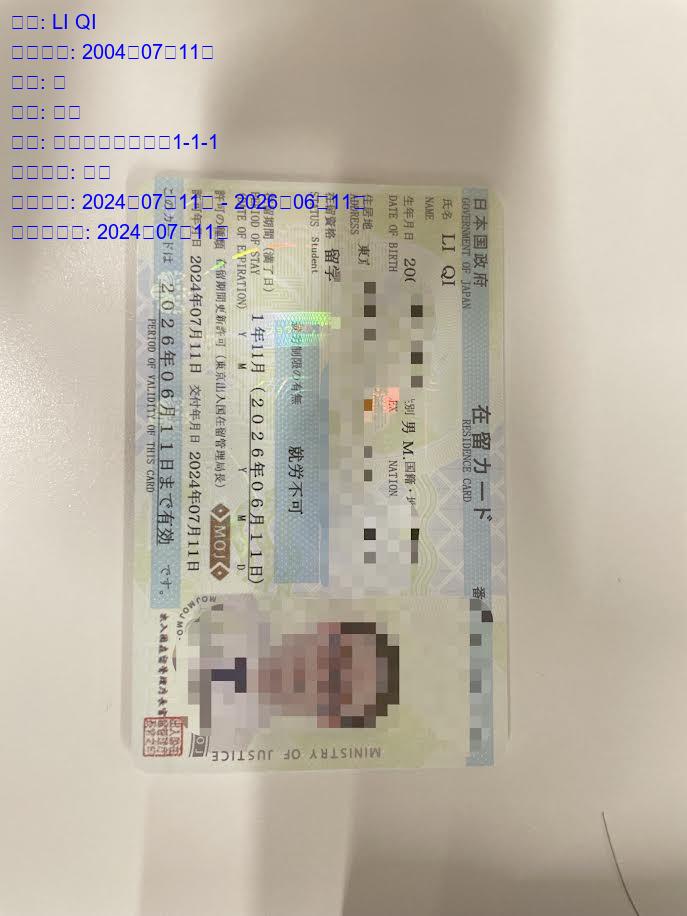 □□: LI QI
□□□□: 2004□07□11□
□□: □
□□: □□
□□: □□□□□□□□1-1-1
□□□□: □□
□□□□: 2024□07□11□ - 2026□06□11□
□□□□□: 2024□07□11□
日本国政府 在留カード 番
GOVERNMENT OF JAPAN RESIDENCE CARD
氏名 LI QI
NAME
生年月日 男 M. 国籍・
DATE OF BIRTH NATION
住居地 東
ADDRESS
在留資格 留学
STATUS Student
就労制限の有無 就労不可
在留期間(満了日) 1年11月 (2026年06月11日)
PERIOD OF STAY Y M Y M D
(DATE OF EXPIRATION)
許可の種類 在留期間更新許可(東京出入国在留管理局長)
許可年月日 2024年07月11日 交付年月日 2024年07月11日
このカードは 2026年06月11日まで有効 です。
PERIOD OF VALIDITY OF THIS CARD
MOJ
出入国在留管理庁長官
MINISTRY OF JUSTICE